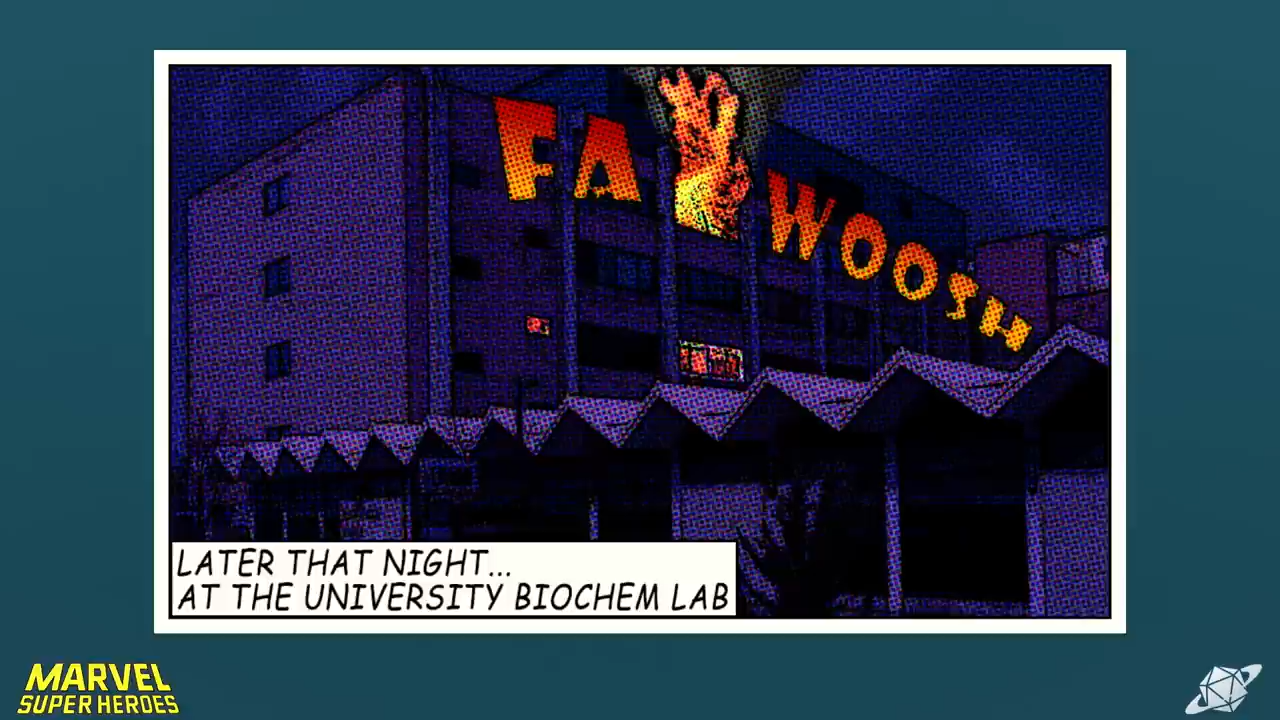 FA WOOSH
LATER THAT NIGHT...
AT THE UNIVERSITY BIOCHEM LAB
MARVEL
SUPER HEROES